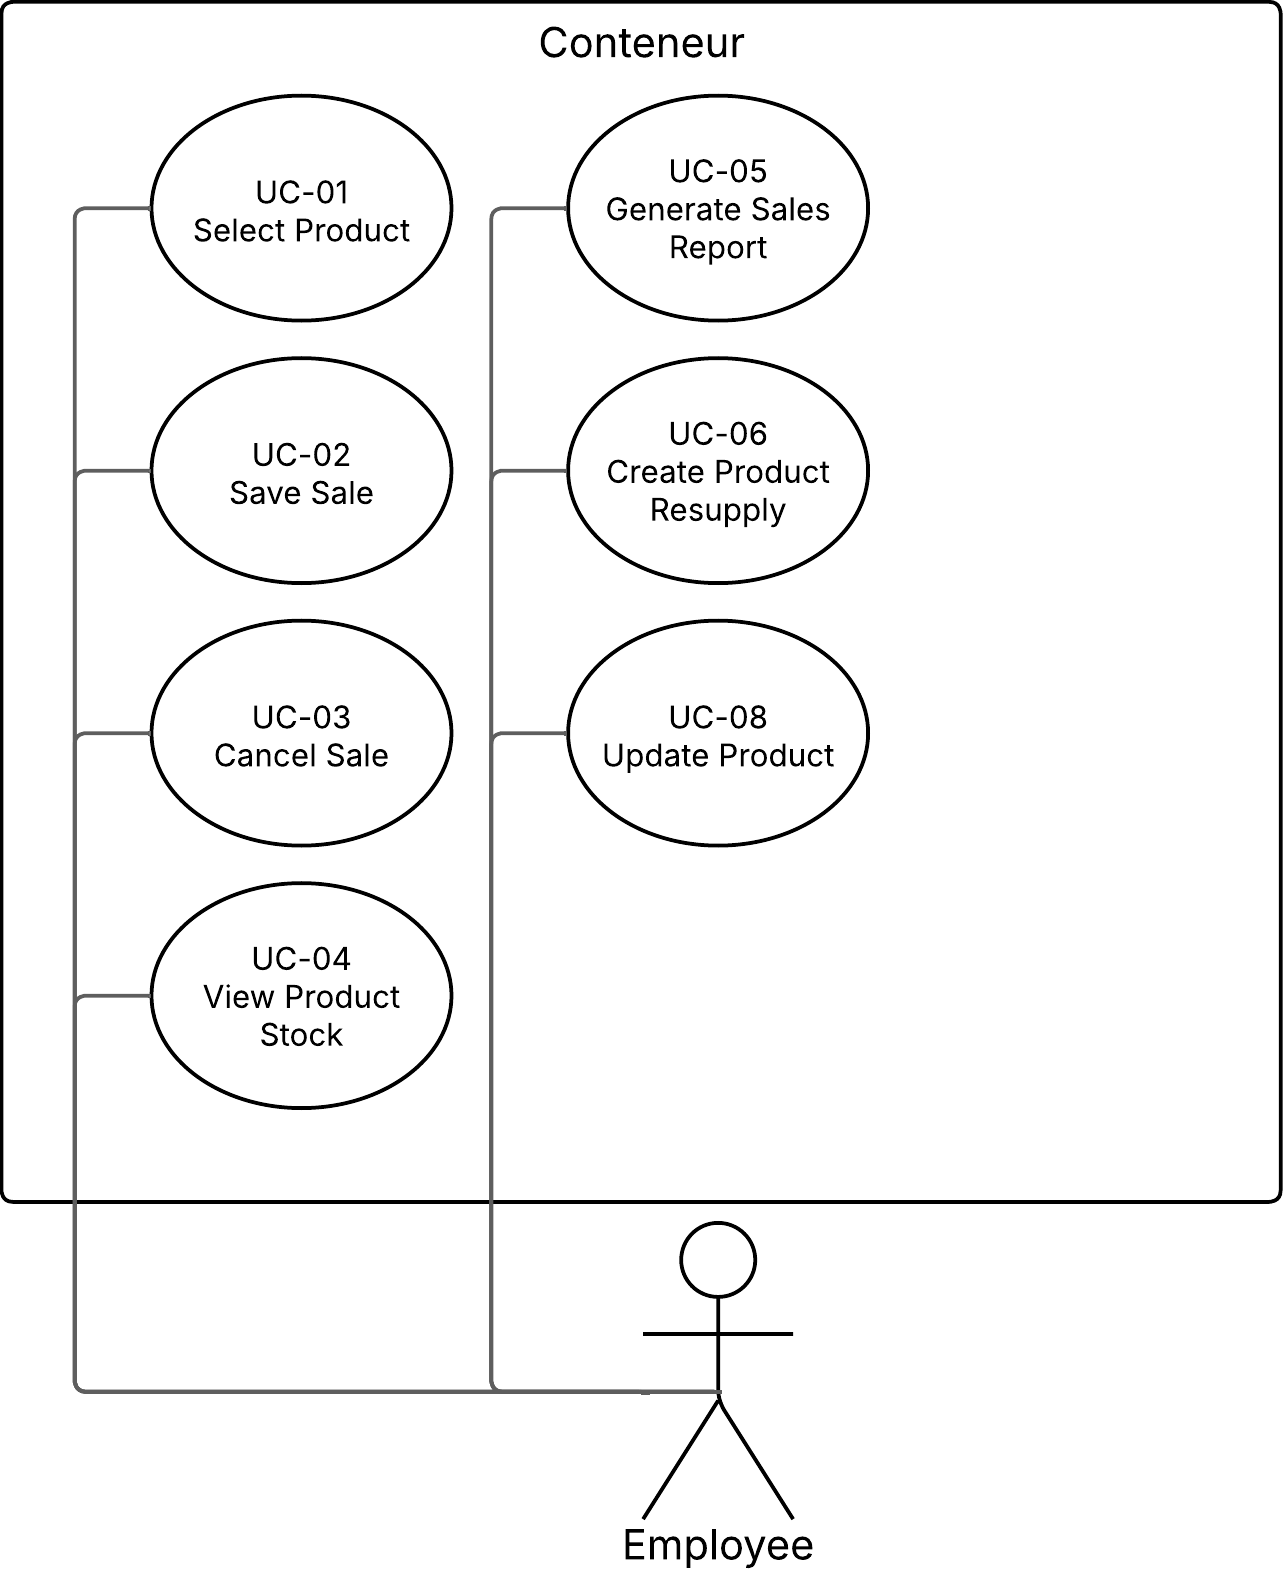 Conteneur
UC-01
Select Product
UC-02
Save Sale
UC-03
Cancel Sale
UC-04
View Product
Stock
UC-05
Generate Sales
Report
UC-06
Create Product
Resupply
UC-08
Update Product
Employee